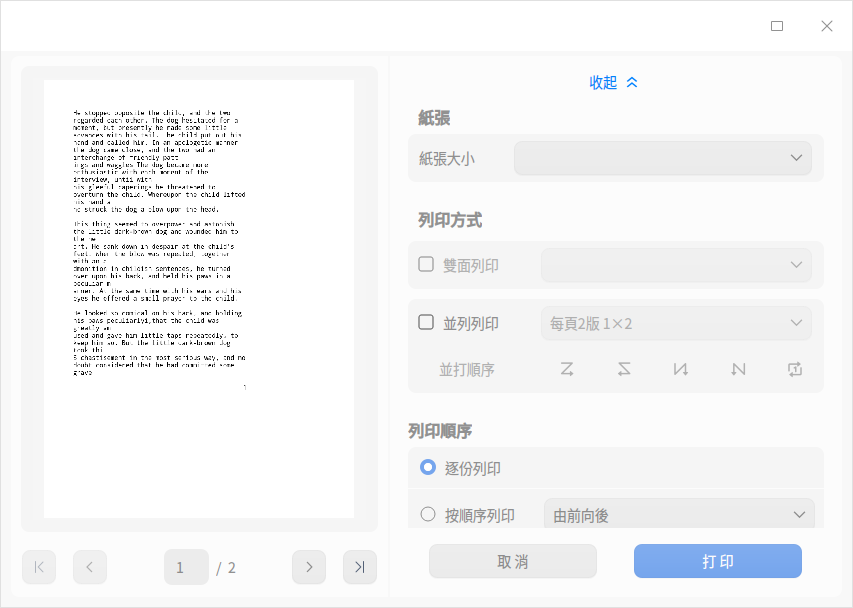 收起
紙張
紙張大小
列印方式
雙面列印
並列列印
每頁2版 1×2
並打順序
列印順序
逐份列印
按順序列印
由前向後
取 消
打 印
1 / 2
He stopped opposite the child, and the two
regarded each other. The dog hesitated for a
moment, but presently he made some little
advances with his tail. The child put out his
hand and called him. In an apologetic manner
the dog came close, and the two had an
interchange of friendly patt
ings and waggles The dog became more
enthusiastic with each moment of the
interview, until with
his gleeful caperings he threatened to
overturn the child. Whereupon the child lifted
his hand a
he struck the dog a blow upon the head.
This thing seemed to overpower and astonish
the little dark-brown dog and wounded him to
the he
art. He sank down in despair at the child's
feet. When the blow was repeated, together
with an
dmonition in childish sentences, he turned
over upon his back, and held his paws in a
peculiar m
anner. At the same time with his ears and his
eyes he offered a small prayer to the child.
He looked so comical on his back, and holding
his paws peculiarly, that the child was
greatly am
used and gave him little taps repeatedly, to
keep him so. But the little dark-brown dog
took thi
S chastisement in the most serious way, and no
doubt considered that he had committed some
grave
1